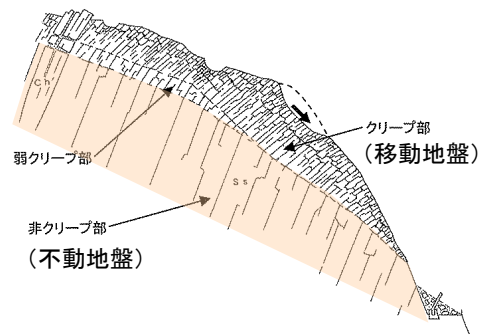 Ch
クリープ部
(移動地盤)
弱クリープ部
Ss
非クリープ部
(不動地盤)